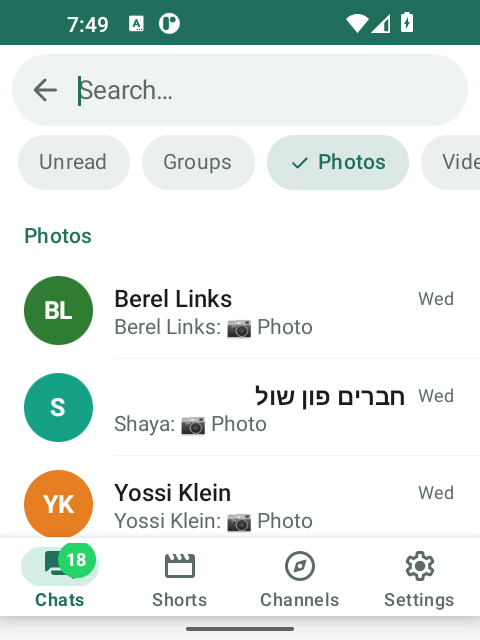 7:49
Search...
Unread
Groups
Photos
Vide
Photos
BL
Berel Links
Wed
Berel Links: 📷 Photo
S
חברים פון שול
Wed
Shaya: 📷 Photo
YK
Yossi Klein
Wed
Yossi Klein: 📷 Photo
18
Chats
Shorts
Channels
Settings